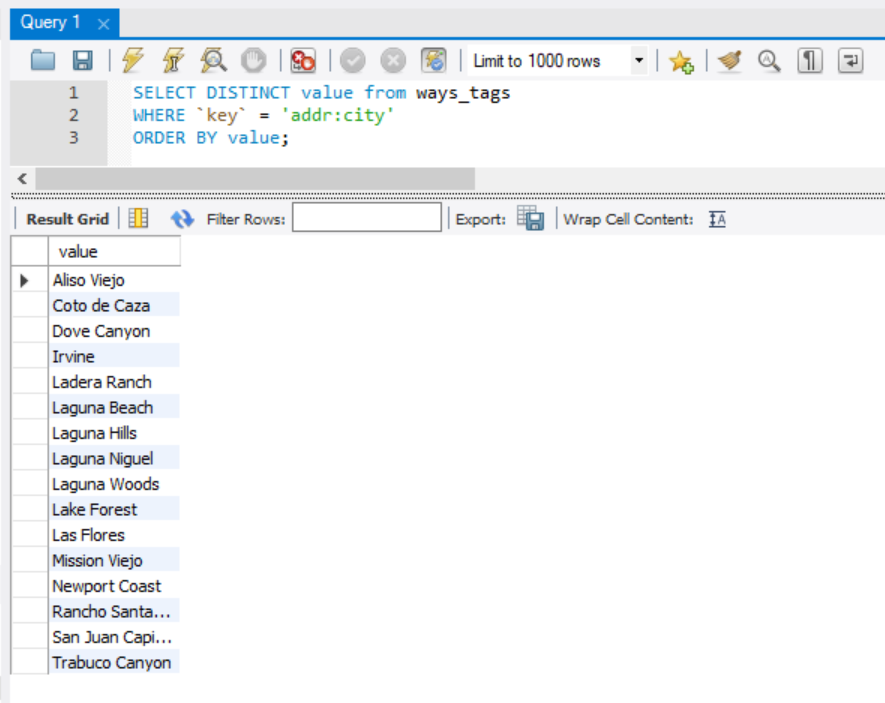 Query 1
Limit to 1000 rows
1 SELECT DISTINCT value from ways_tags
2 WHERE `key` = 'addr:city'
3 ORDER BY value;
Result Grid Filter Rows: Export: Wrap Cell Content:
value
Aliso Viejo
Coto de Caza
Dove Canyon
Irvine
Ladera Ranch
Laguna Beach
Laguna Hills
Laguna Niguel
Laguna Woods
Lake Forest
Las Flores
Mission Viejo
Newport Coast
Rancho Santa...
San Juan Capi...
Trabuco Canyon